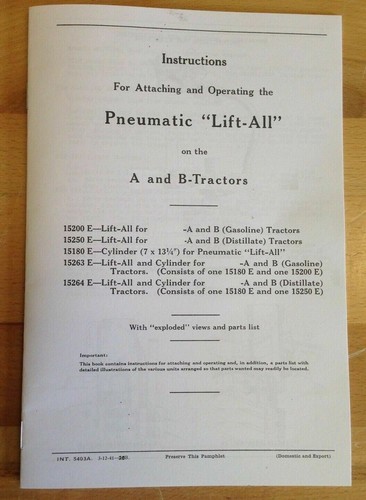 Instructions
For Attaching and Operating the
Pneumatic "Lift-All"
on the
A and B-Tractors
15200 E—Lift-All for -A and B (Gasoline) Tractors
15250 E—Lift-All for -A and B (Distillate) Tractors
15180 E—Cylinder (7 x 13¼") for Pneumatic "Lift-All"
15263 E—Lift-All and Cylinder for -A and B (Gasoline)
Tractors. (Consists of one 15180 E and one 15200 E)
15264 E—Lift-All and Cylinder for -A and B (Distillate)
Tractors. (Consists of one 15180 E and one 15250 E)
With "exploded" views and parts list
Important:
This book contains instructions for attaching and operating and, in addition, a parts list with
detailed illustrations of the various units arranged so that parts wanted may readily be located.
INT. 5403A. Preserve This Pamphlet (Domestic and Export)